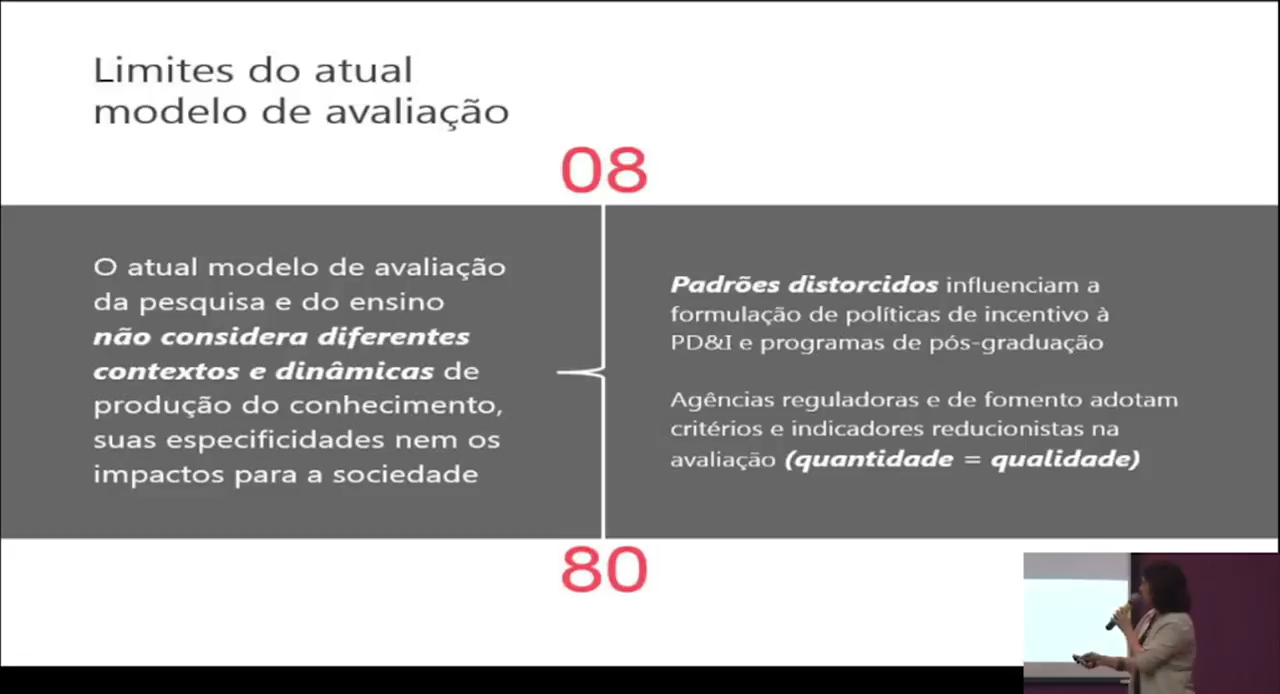 Limites do atual
modelo de avaliação
08
O atual modelo de avaliação
da pesquisa e do ensino
não considera diferentes
contextos e dinâmicas de
produção do conhecimento,
suas especificidades nem os
impactos para a sociedade
Padrões distorcidos influenciam a
formulação de políticas de incentivo à
PD&I e programas de pós-graduação
Agências reguladoras e de fomento adotam
critérios e indicadores reducionistas na
avaliação (quantidade = qualidade)
80